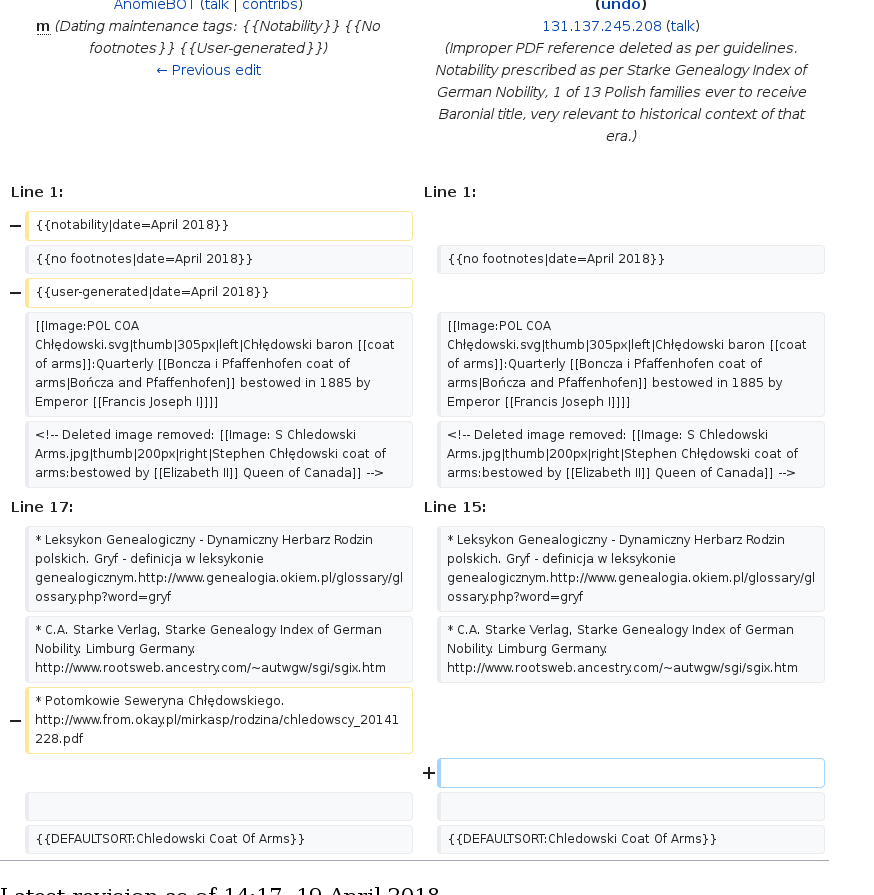 AnomieBOT (talk | contribs)
m (Dating maintenance tags: {{Notability}} {{No
footnotes}} {{User-generated}})
← Previous edit
(undo)
131.137.245.208 (talk)
(Improper PDF reference deleted as per guidelines.
Notability prescribed as per Starke Genealogy Index of
German Nobility, 1 of 13 Polish families ever to receive
Baronial title, very relevant to historical context of that
era.)
Line 1:
Line 1:
− {{notability|date=April 2018}}
{{no footnotes|date=April 2018}}
{{no footnotes|date=April 2018}}
− {{user-generated|date=April 2018}}
[[Image:POL COA
Chłędowski.svg|thumb|305px|left|Chłędowski baron [[coat
of arms]]:Quarterly [[Boncza i Pfaffenhofen coat of
arms|Bończa and Pfaffenhofen]] bestowed in 1885 by
Emperor [[Francis Joseph I]]]]
[[Image:POL COA
Chłędowski.svg|thumb|305px|left|Chłędowski baron [[coat
of arms]]:Quarterly [[Boncza i Pfaffenhofen coat of
arms|Bończa and Pfaffenhofen]] bestowed in 1885 by
Emperor [[Francis Joseph I]]]]
<!-- Deleted image removed: [[Image: S Chledowski
Arms.jpg|thumb|200px|right|Stephen Chłędowski coat of
arms:bestowed by [[Elizabeth II]] Queen of Canada]] -->
<!-- Deleted image removed: [[Image: S Chledowski
Arms.jpg|thumb|200px|right|Stephen Chłędowski coat of
arms:bestowed by [[Elizabeth II]] Queen of Canada]] -->
Line 17:
Line 15:
* Leksykon Genealogiczny - Dynamiczny Herbarz Rodzin
polskich. Gryf - definicja w leksykonie
genealogicznym.http://www.genealogia.okiem.pl/glossary/gl
ossary.php?word=gryf
* Leksykon Genealogiczny - Dynamiczny Herbarz Rodzin
polskich. Gryf - definicja w leksykonie
genealogicznym.http://www.genealogia.okiem.pl/glossary/gl
ossary.php?word=gryf
* C.A. Starke Verlag, Starke Genealogy Index of German
Nobility. Limburg Germany.
http://www.rootsweb.ancestry.com/~autwgw/sgi/sgix.htm
* C.A. Starke Verlag, Starke Genealogy Index of German
Nobility. Limburg Germany.
http://www.rootsweb.ancestry.com/~autwgw/sgi/sgix.htm
− * Potomkowie Seweryna Chłędowskiego.
http://www.from.okay.pl/mirkasp/rodzina/chledowscy_20141
228.pdf
+
{{DEFAULTSORT:Chledowski Coat Of Arms}}
{{DEFAULTSORT:Chledowski Coat Of Arms}}
Latest revision as of 14:17, 19 April 2018